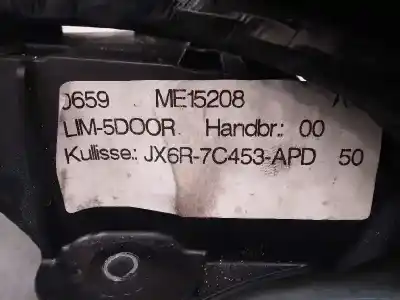 0659 ME15208
LIM-5DOOR Handbr.: 00
Kullisse.: JX6R-7C453-APD 50